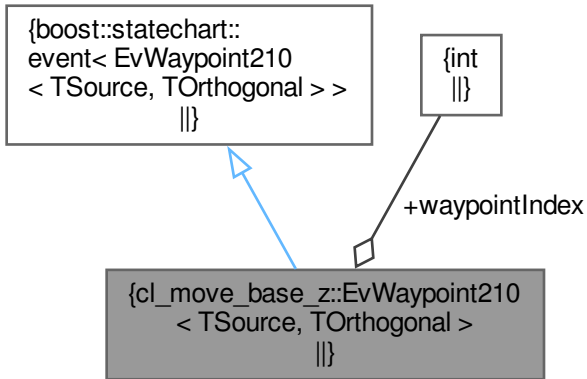 {boost::statechart::
event< EvWaypoint210
< TSource, TOrthogonal > >
||}
{int
||}
+waypointIndex
{cl_move_base_z::EvWaypoint210
< TSource, TOrthogonal >
||}